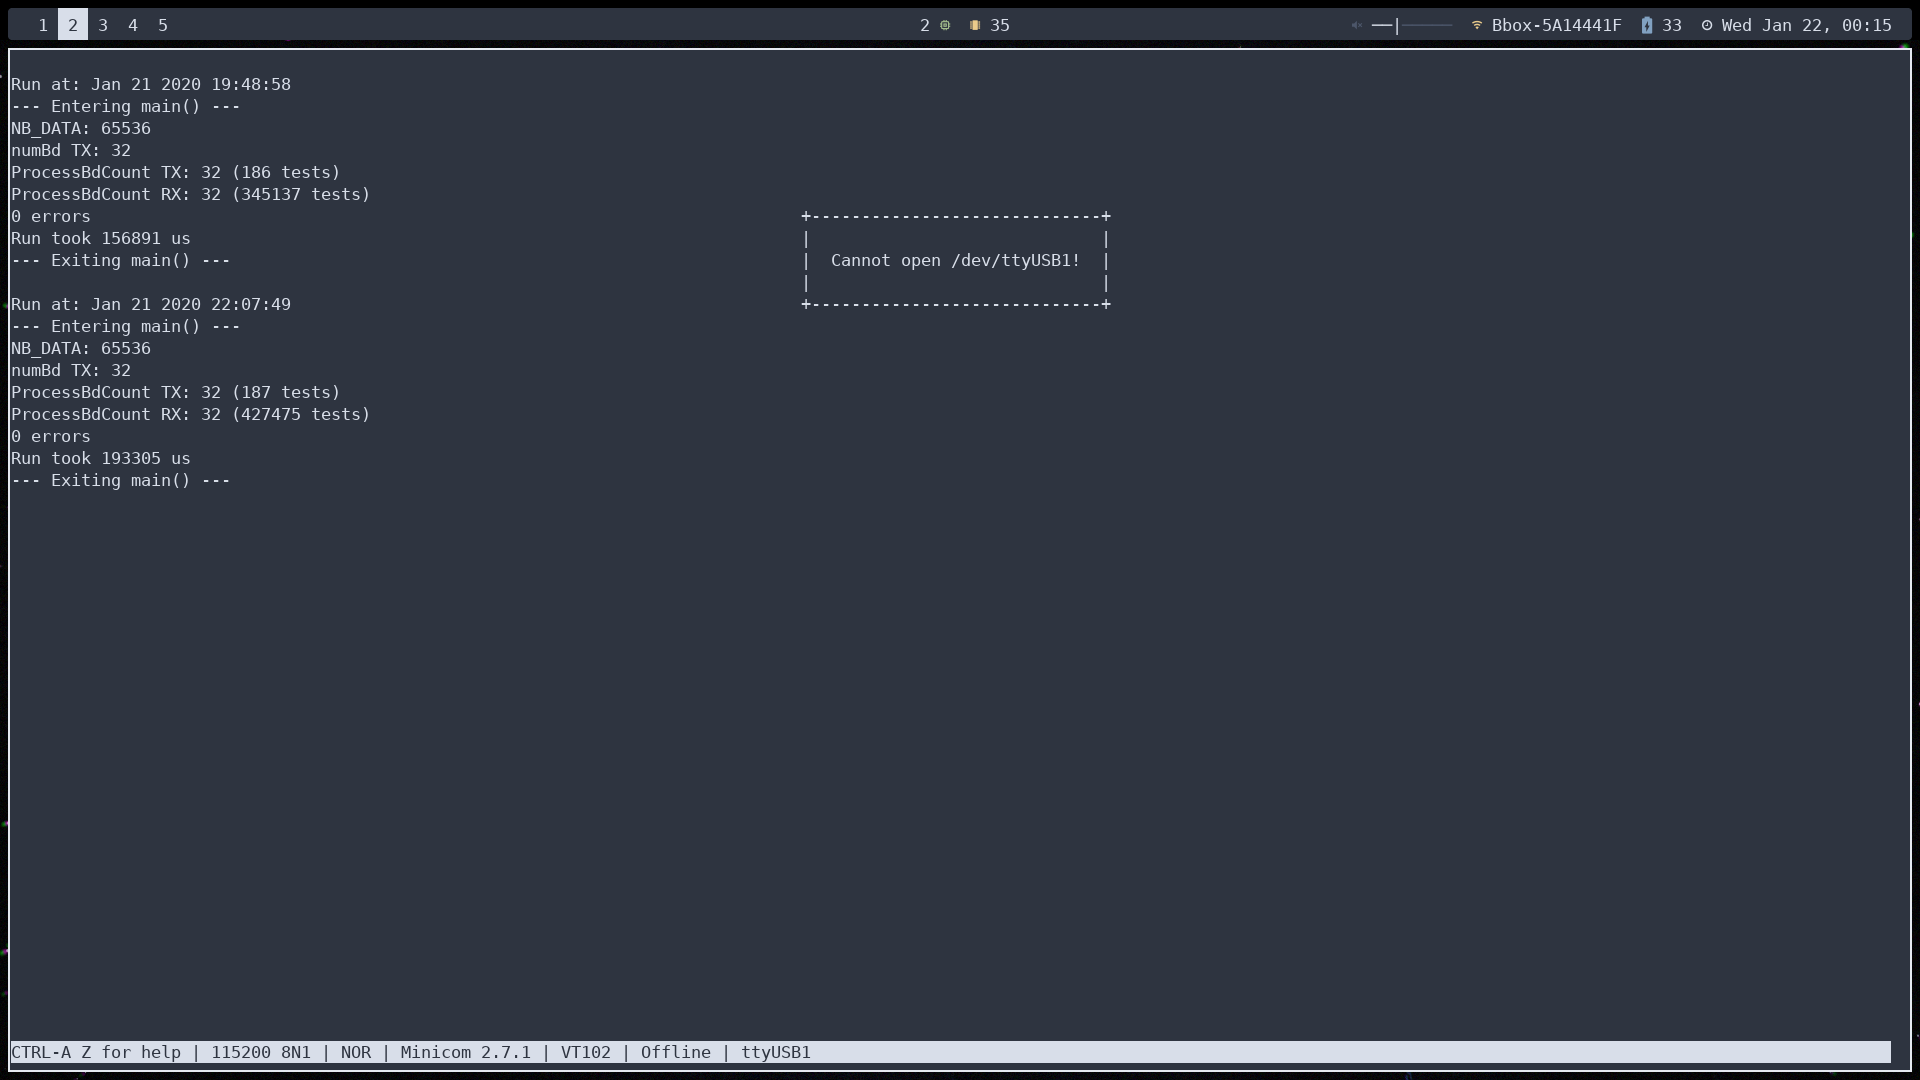 1 2 3 4 5 2 35 Bbox-5A14441F 33 Wed Jan 22, 00:15
Run at: Jan 21 2020 19:48:58
--- Entering main() ---
NB_DATA: 65536
numBd TX: 32
ProcessBdCount TX: 32 (186 tests)
ProcessBdCount RX: 32 (345137 tests)
0 errors
Run took 156891 us
--- Exiting main() ---
Run at: Jan 21 2020 22:07:49
--- Entering main() ---
NB_DATA: 65536
numBd TX: 32
ProcessBdCount TX: 32 (187 tests)
ProcessBdCount RX: 32 (427475 tests)
0 errors
Run took 193305 us
--- Exiting main() ---
Cannot open /dev/ttyUSB1!
CTRL-A Z for help | 115200 8N1 | NOR | Minicom 2.7.1 | VT102 | Offline | ttyUSB1